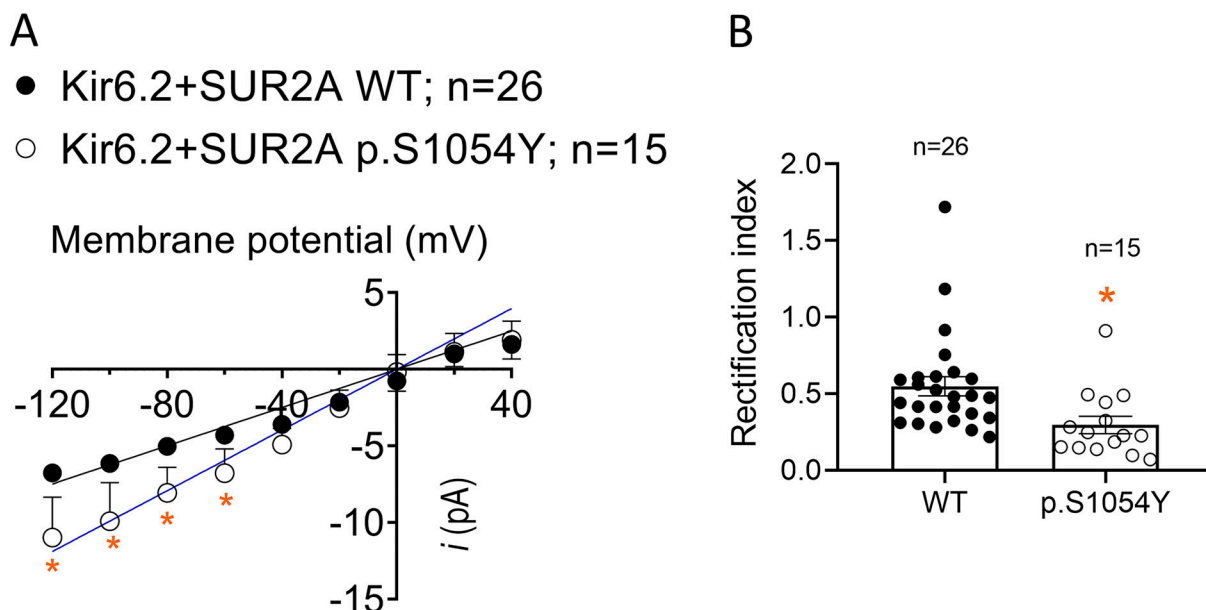 A
Kir6.2+SUR2A WT; n=26
Kir6.2+SUR2A p.S1054Y; n=15
Membrane potential (mV)
5
-120 -80 -40 40
-5
-10
-15
i (pA)
*
*
*
*
B
Rectification index
2.0
1.5
1.0
0.5
0.0
n=26
n=15
*
WT p.S1054Y